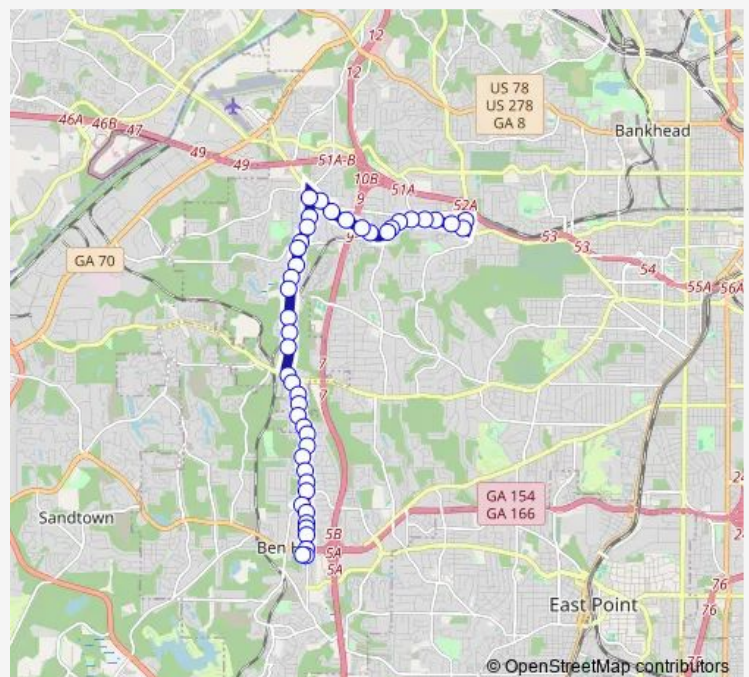 12
12
46A
46B
47
49
49
51A-B
10B
9
51A
52A
US 78
US 278
GA 8
Bankhead
9
GA 70
53
53
54
55A
56A
7
7
GA 154
GA 166
Sandtown
Ben
5B
5A
5A
24
76
76
East Point
© OpenStreetMap contributors